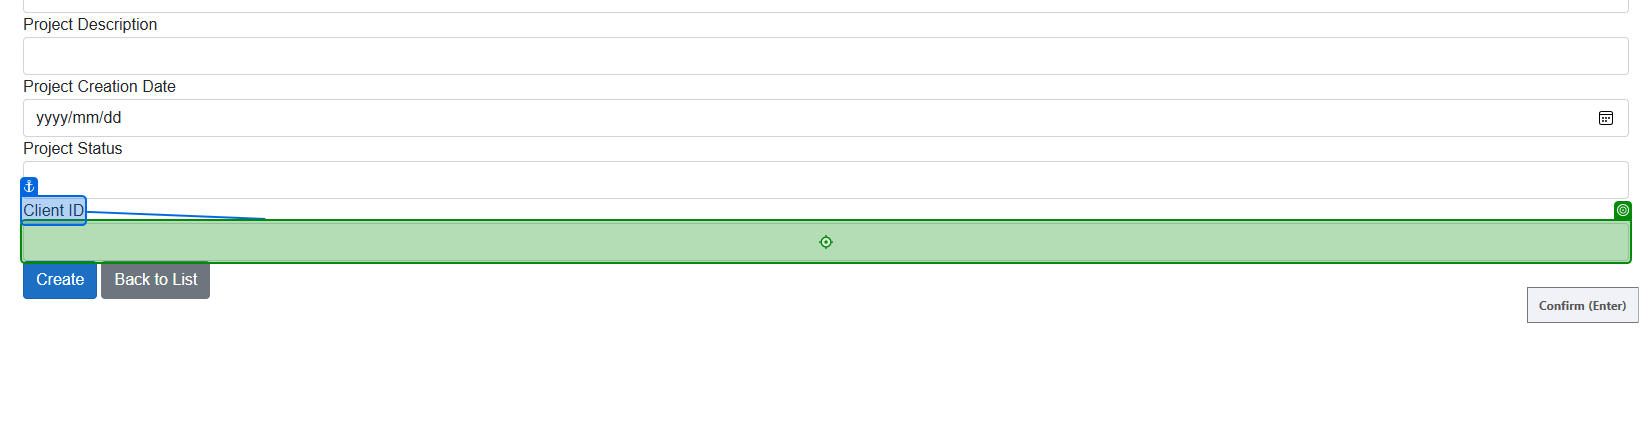 Project Description
Project Creation Date
yyyy/mm/dd
Project Status
Client ID
Create Back to List
Confirm (Enter)